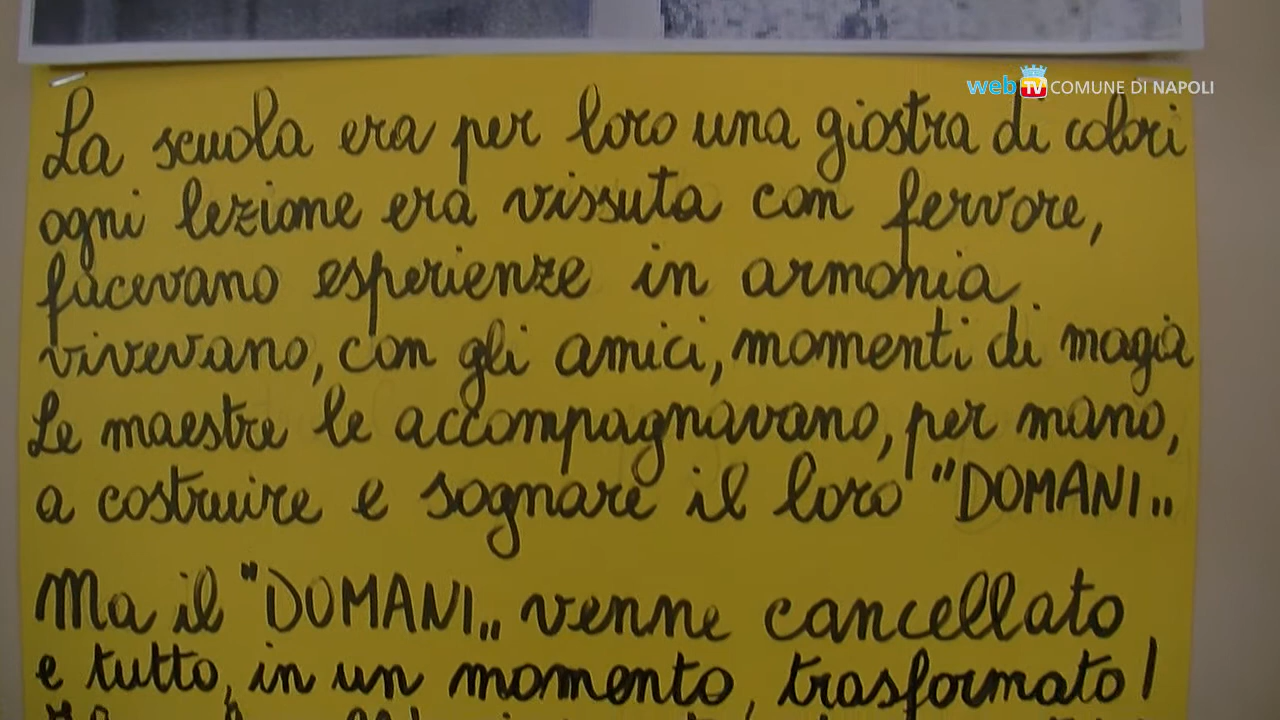 web TV COMUNE DI NAPOLI
La scuola era per loro una giostra di colori
ogni lezione era vissuta con fervore,
facevano esperienze in armonia
vivevano, con gli amici, momenti di magia
Le maestre le accompagnavano, per mano,
a costruire e sognare il loro "DOMANI„
Ma il "DOMANI„ venne cancellato
e tutto, in un momento, trasformato!